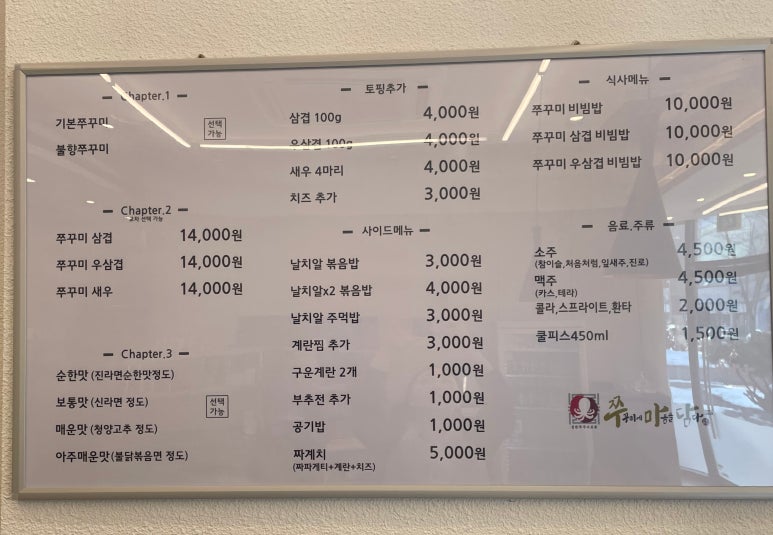 Chapter.1
기본쭈꾸미
불향쭈꾸미
선택
가능
Chapter.2
교차 선택 가능
쭈꾸미 삼겹 14,000원
쭈꾸미 우삼겹 14,000원
쭈꾸미 새우 14,000원
Chapter.3
순한맛 (진라면순한맛정도)
보통맛 (신라면 정도)
매운맛 (청양고추 정도)
아주매운맛(불닭볶음면 정도)
선택
가능
토핑추가
삼겹 100g 4,000원
우삼겹 100g 4,000원
새우 4마리 4,000원
치즈 추가 3,000원
사이드메뉴
날치알 볶음밥 3,000원
날치알x2 볶음밥 4,000원
날치알 주먹밥 3,000원
계란찜 추가 3,000원
구운계란 2개 1,000원
부추전 추가 1,000원
공기밥 1,000원
짜계치 5,000원
(짜파게티+계란+치즈)
식사메뉴
쭈꾸미 비빔밥 10,000원
쭈꾸미 삼겹 비빔밥 10,000원
쭈꾸미 우삼겹 비빔밥 10,000원
음료.주류
소주 4,500원
(참이슬,처음처럼,잎새주,진로)
맥주 4,500원
(카스,테라)
콜라,스프라이트,환타 2,000원
쿨피스450ml 1,500원
쭈꾸미에 마음을 담다